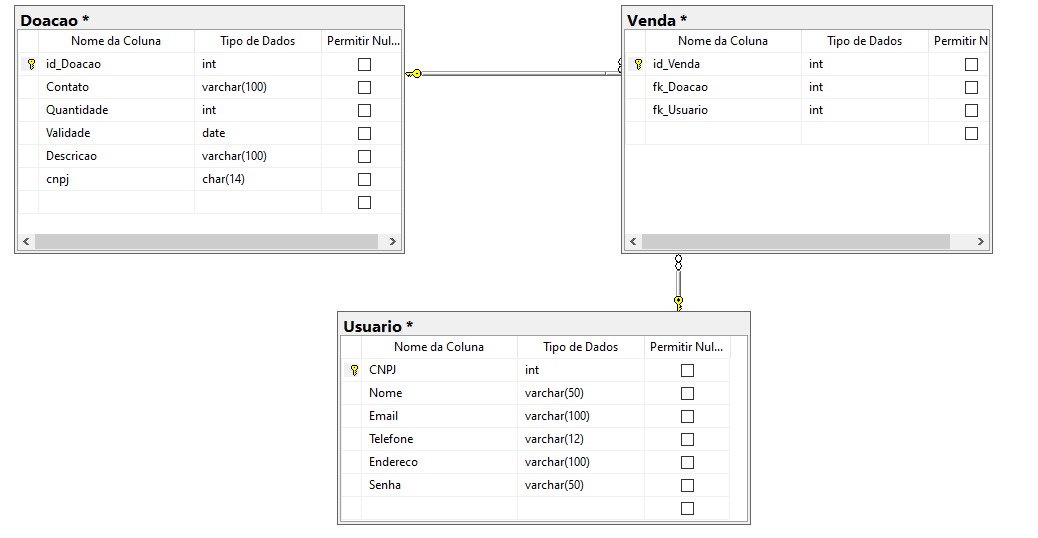 Doacao *
Nome da Coluna Tipo de Dados Permitir Nul...
id_Doacao int
Contato varchar(100)
Quantidade int
Validade date
Descricao varchar(100)
cnpj char(14)
Venda *
Nome da Coluna Tipo de Dados Permitir N
id_Venda int
fk_Doacao int
fk_Usuario int
Usuario *
Nome da Coluna Tipo de Dados Permitir Nul...
CNPJ int
Nome varchar(50)
Email varchar(100)
Telefone varchar(12)
Endereco varchar(100)
Senha varchar(50)